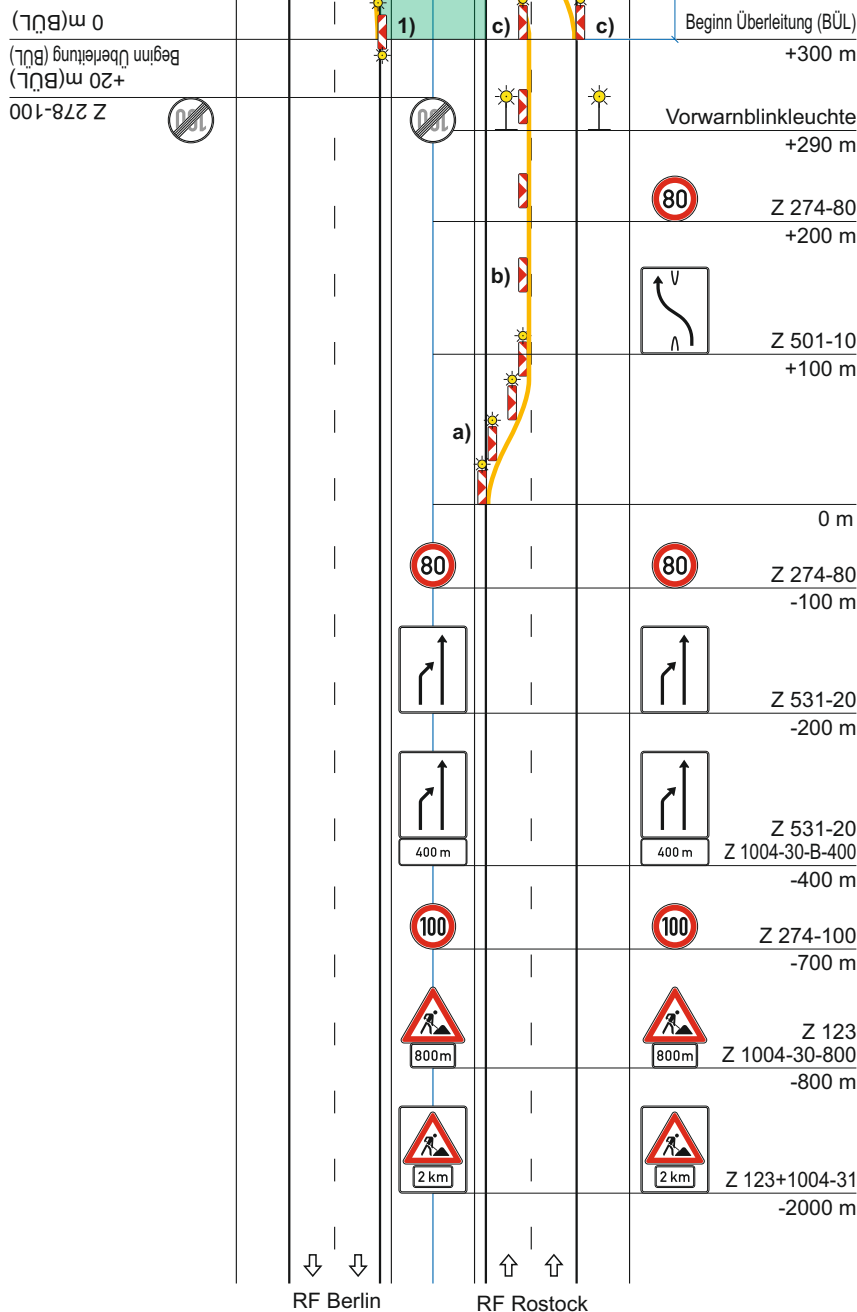 0 m(BÜL)
1)
c)
c)
Beginn Überleitung (BÜL)
+300 m
Beginn Überleitung (BÜL)
+20 m(BÜL)
Z 278-100
100
100
Vorwarnblinkleuchte
+290 m
80
Z 274-80
+200 m
b)
Z 501-10
+100 m
a)
0 m
80
80
Z 274-80
-100 m
Z 531-20
-200 m
400 m
400 m
Z 531-20
Z 1004-30-B-400
-400 m
100
100
Z 274-100
-700 m
800m
800m
Z 123
Z 1004-30-800
-800 m
2 km
2 km
Z 123+1004-31
-2000 m
RF Berlin
RF Rostock